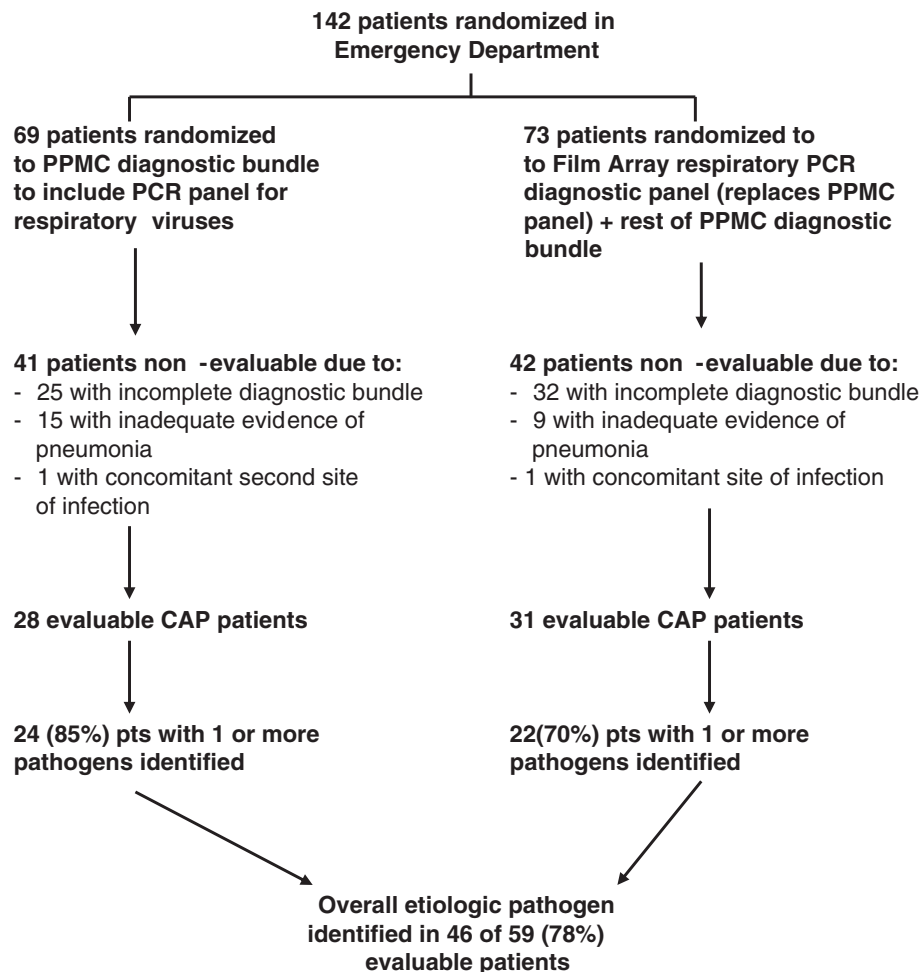 142 patients randomized in
Emergency Department
69 patients randomized
to PPMC diagnostic bundle
to include PCR panel for
respiratory viruses
73 patients randomized to
to Film Array respiratory PCR
diagnostic panel (replaces PPMC
panel) + rest of PPMC diagnostic
bundle
41 patients non -evaluable due to:
- 25 with incomplete diagnostic bundle
- 15 with inadequate evidence of
pneumonia
- 1 with concomitant second site
of infection
42 patients non -evaluable due to:
- 32 with incomplete diagnostic bundle
- 9 with inadequate evidence of
pneumonia
- 1 with concomitant site of infection
28 evaluable CAP patients
31 evaluable CAP patients
24 (85%) pts with 1 or more
pathogens identified
22(70%) pts with 1 or more
pathogens identified
Overall etiologic pathogen
identified in 46 of 59 (78%)
evaluable patients